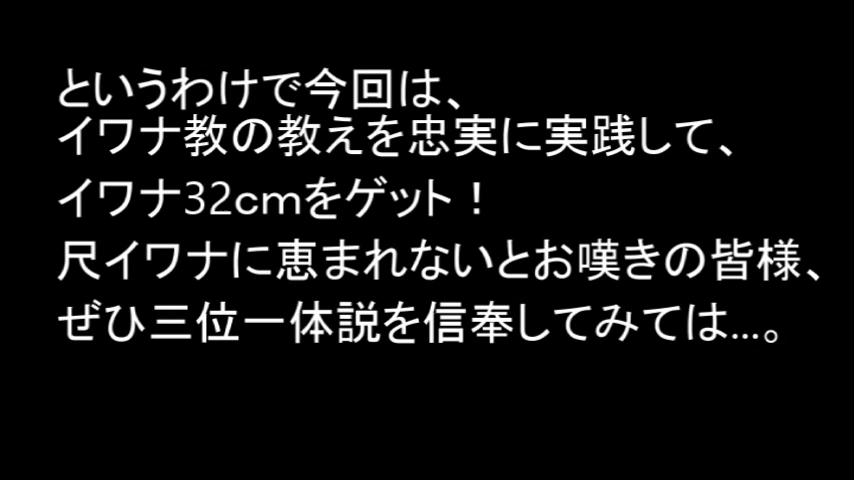 というわけで今回は、
イワナ教の教えを忠実に実践して、
イワナ32cmをゲット！
尺イワナに恵まれないとお嘆きの皆様、
ぜひ三位一体説を信奉してみては…。